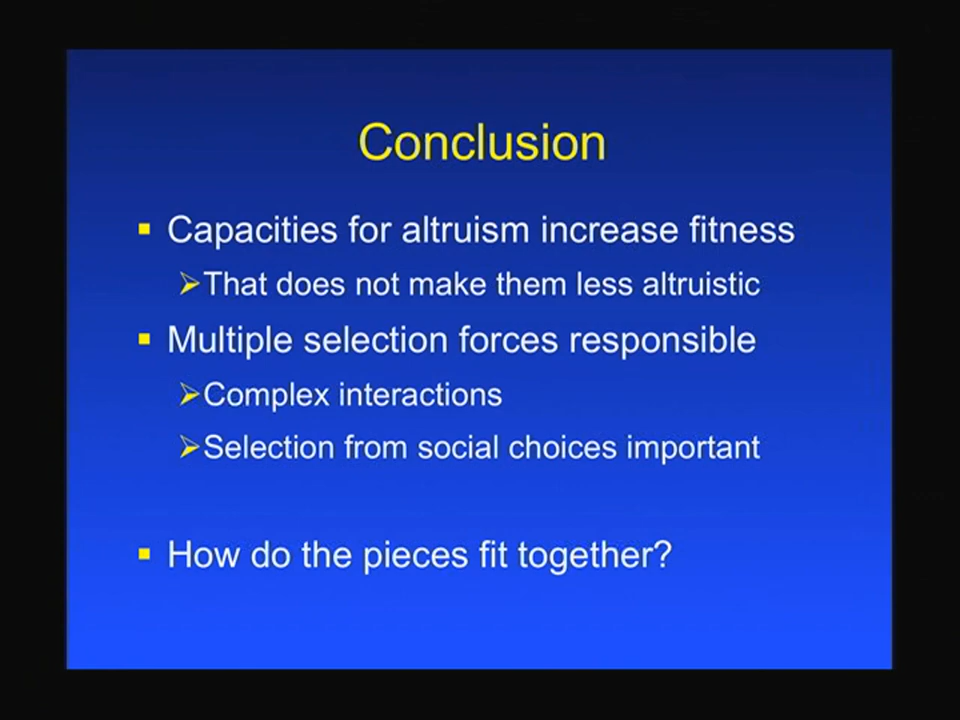 Conclusion
Capacities for altruism increase fitness
That does not make them less altruistic
Multiple selection forces responsible
Complex interactions
Selection from social choices important
How do the pieces fit together?